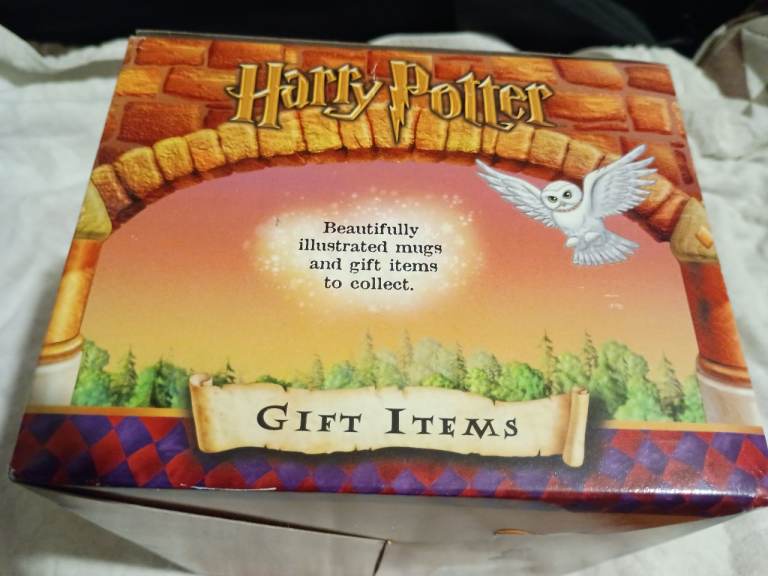 Harry Potter
Beautifully
illustrated mugs
and gift items
to collect.
GIFT ITEMS